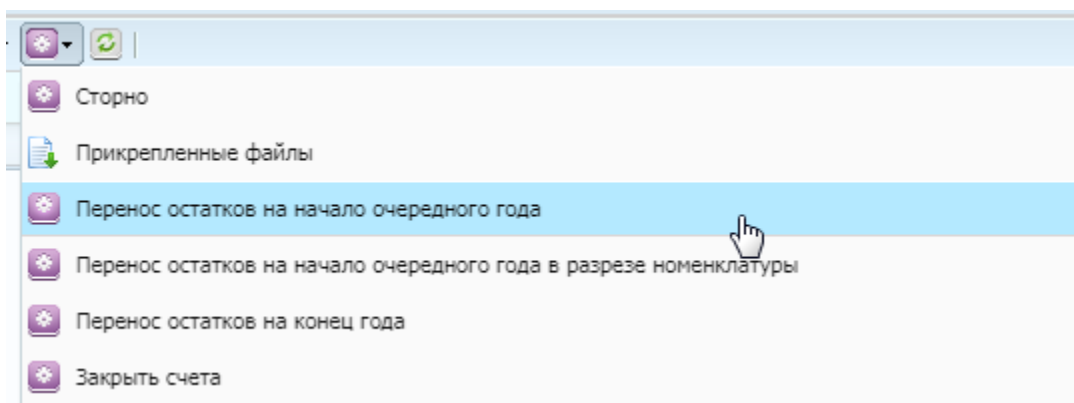 Сторно
Прикрепленные файлы
Перенос остатков на начало очередного года
Перенос остатков на начало очередного года в разрезе номенклатуры
Перенос остатков на конец года
Закрыть счета